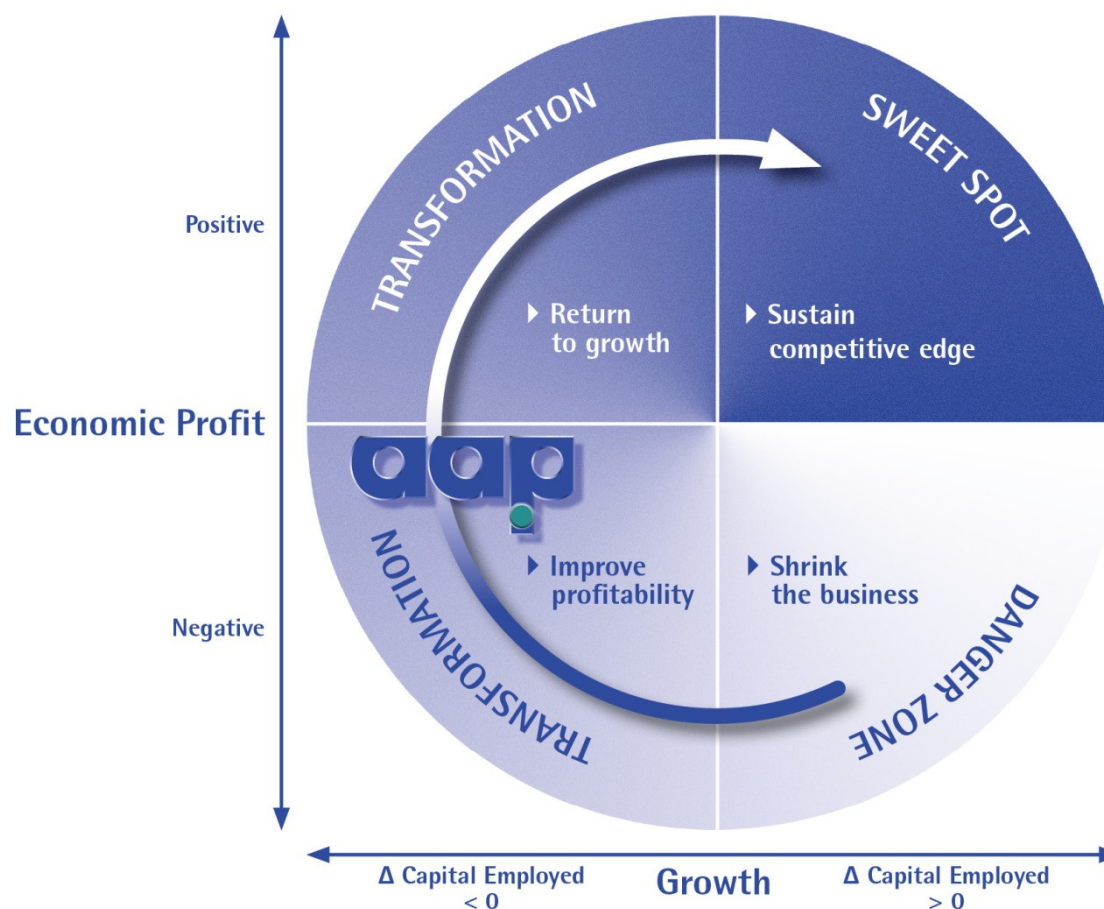 TRANSFORMATION
SWEET SPOT
Positive
▶ Return
to growth
▶ Sustain
competitive edge
Economic Profit
aap
▶ Improve
profitability
▶ Shrink
the business
Negative
TRANSFORMATION
DANGER ZONE
Δ Capital Employed
< 0
Growth
Δ Capital Employed
> 0